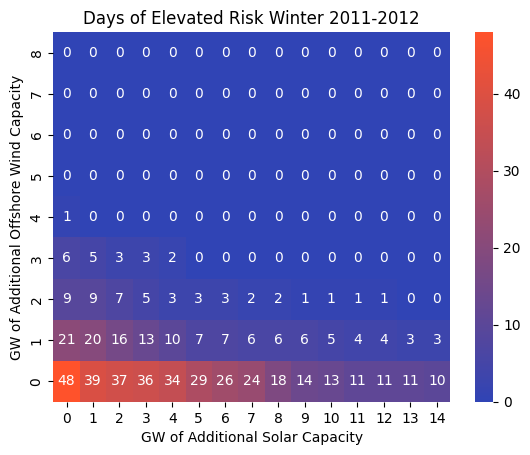 Days of Elevated Risk Winter 2011-2012
GW of Additional Offshore Wind Capacity
8 0 0 0 0 0 0 0 0 0 0 0 0 0 0 0
7 0 0 0 0 0 0 0 0 0 0 0 0 0 0 0
6 0 0 0 0 0 0 0 0 0 0 0 0 0 0 0
5 0 0 0 0 0 0 0 0 0 0 0 0 0 0 0
4 1 0 0 0 0 0 0 0 0 0 0 0 0 0 0
3 6 5 3 3 2 0 0 0 0 0 0 0 0 0 0
2 9 9 7 5 3 3 3 2 2 1 1 1 1 0 0
1 21 20 16 13 10 7 7 6 6 6 5 4 4 3 3
0 48 39 37 36 34 29 26 24 18 14 13 11 11 11 10
0 1 2 3 4 5 6 7 8 9 10 11 12 13 14
GW of Additional Solar Capacity
40
30
20
10
0